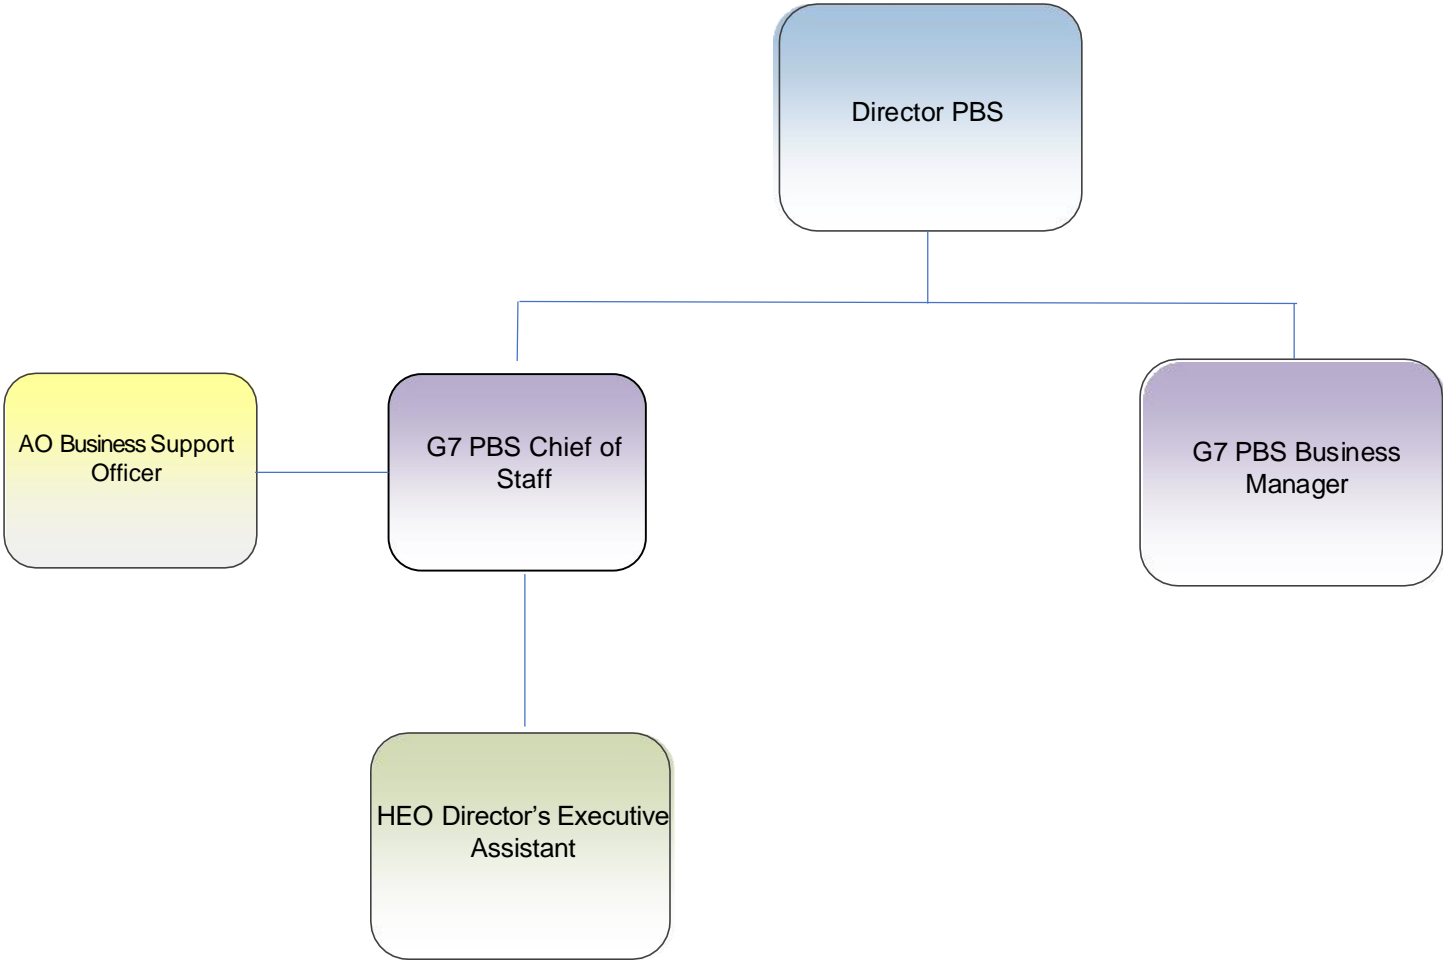 Director PBS
AO Business Support
Officer
G7 PBS Chief of
Staff
G7 PBS Business
Manager
HEO Director’s Executive
Assistant